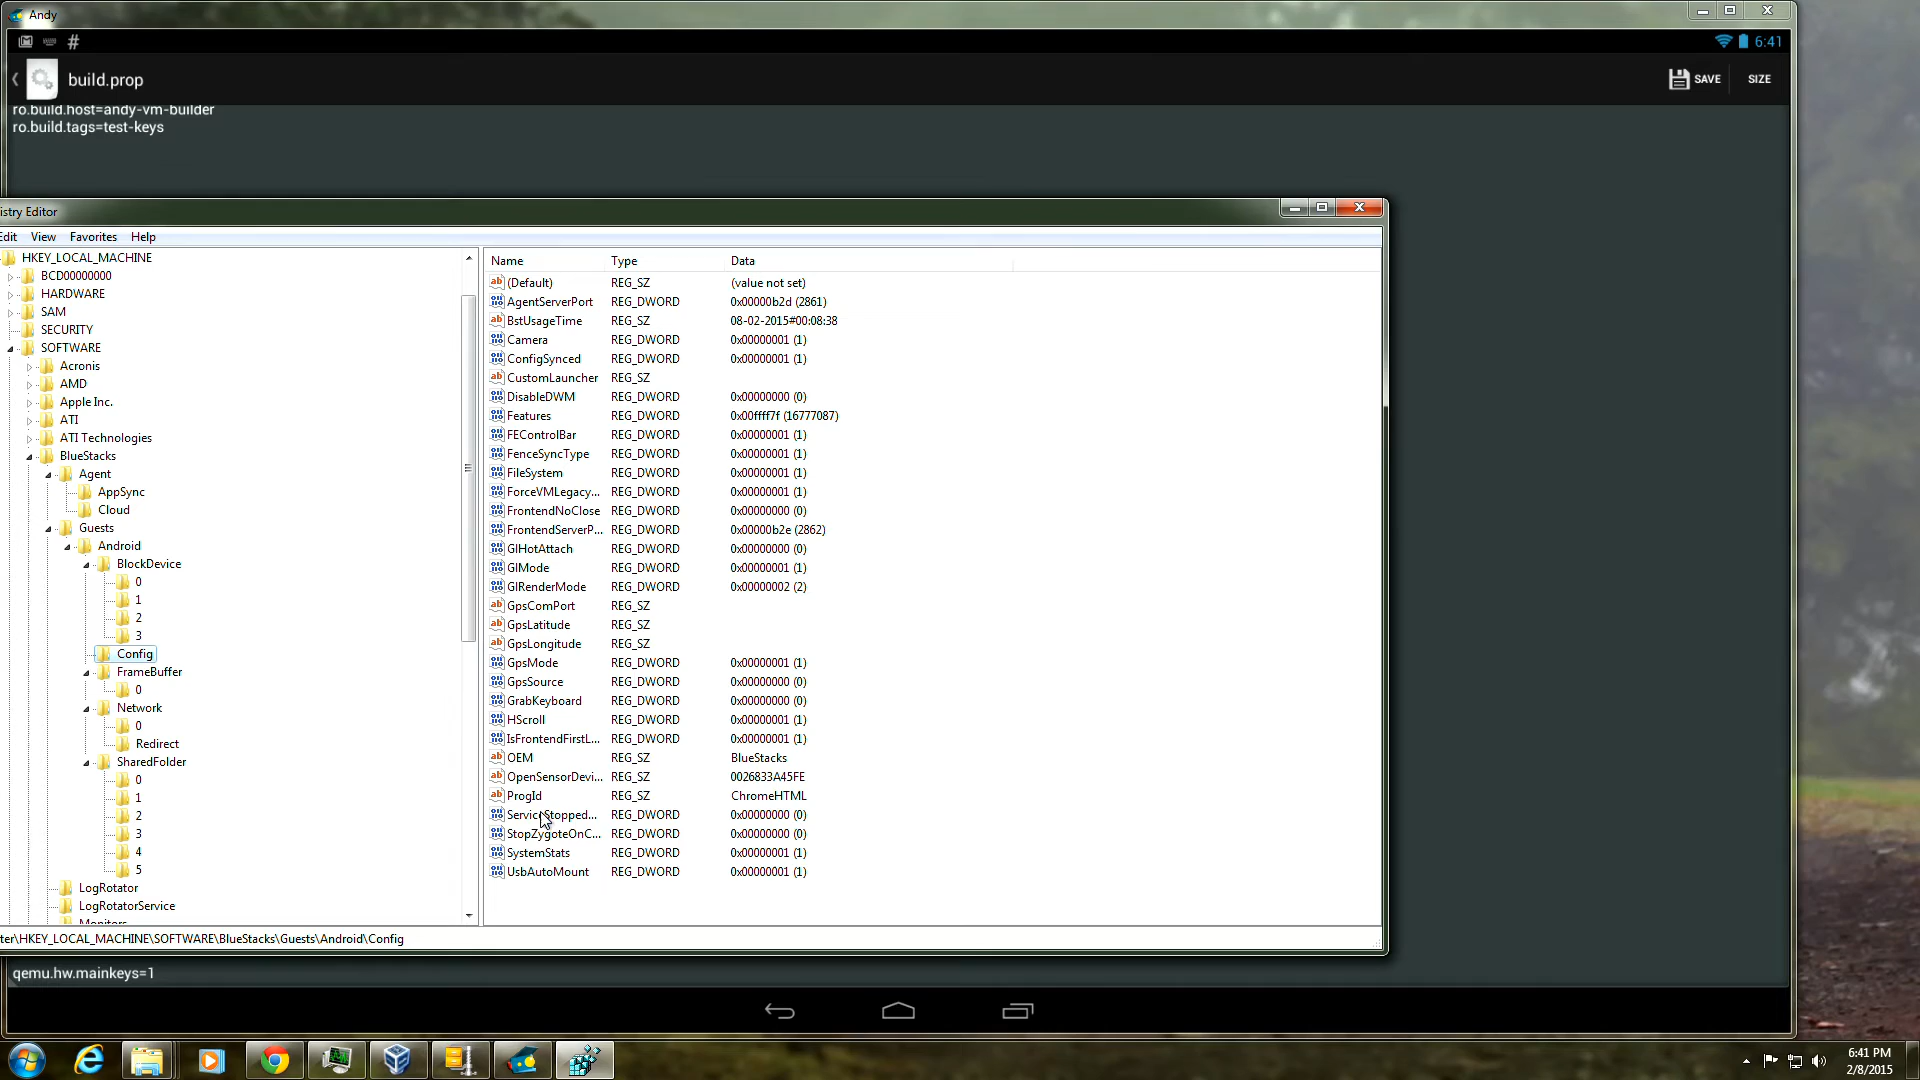 Andy
# 6:41
build.prop SAVE SIZE
ro.build.host=andy-vm-builder
ro.build.tags=test-keys
istry Editor
Edit View Favorites Help
HKEY_LOCAL_MACHINE
BCD00000000
HARDWARE
SAM
SECURITY
SOFTWARE
Acronis
AMD
Apple Inc.
ATI
ATI Technologies
BlueStacks
Agent
AppSync
Cloud
Guests
Android
BlockDevice
0
1
2
3
Config
FrameBuffer
0
Network
0
Redirect
SharedFolder
0
1
2
3
4
5
LogRotator
LogRotatorService
Monitors
Name Type Data
(Default) REG_SZ (value not set)
AgentServerPort REG_DWORD 0x00000b2d (2861)
BstUsageTime REG_SZ 08-02-2015#00:08:38
Camera REG_DWORD 0x00000001 (1)
ConfigSynced REG_DWORD 0x00000001 (1)
CustomLauncher REG_SZ
DisableDWM REG_DWORD 0x00000000 (0)
Features REG_DWORD 0x00ffff7f (16777087)
FEControlBar REG_DWORD 0x00000001 (1)
FenceSyncType REG_DWORD 0x00000001 (1)
FileSystem REG_DWORD 0x00000001 (1)
ForceVMLegacy... REG_DWORD 0x00000001 (1)
FrontendNoClose REG_DWORD 0x00000000 (0)
FrontendServerP... REG_DWORD 0x00000b2e (2862)
GlHotAttach REG_DWORD 0x00000000 (0)
GlMode REG_DWORD 0x00000001 (1)
GlRenderMode REG_DWORD 0x00000002 (2)
GpsComPort REG_SZ
GpsLatitude REG_SZ
GpsLongitude REG_SZ
GpsMode REG_DWORD 0x00000001 (1)
GpsSource REG_DWORD 0x00000000 (0)
GrabKeyboard REG_DWORD 0x00000000 (0)
HScroll REG_DWORD 0x00000001 (1)
IsFrontendFirstL... REG_DWORD 0x00000001 (1)
OEM REG_SZ BlueStacks
OpenSensorDevi... REG_SZ 0026833A45FE
ProgId REG_SZ ChromeHTML
ServiceStopped... REG_DWORD 0x00000000 (0)
StopZygoteOnC... REG_DWORD 0x00000000 (0)
SystemStats REG_DWORD 0x00000001 (1)
UsbAutoMount REG_DWORD 0x00000001 (1)
ter\HKEY_LOCAL_MACHINE\SOFTWARE\BlueStacks\Guests\Android\Config
qemu.hw.mainkeys=1
6:41 PM
2/8/2015